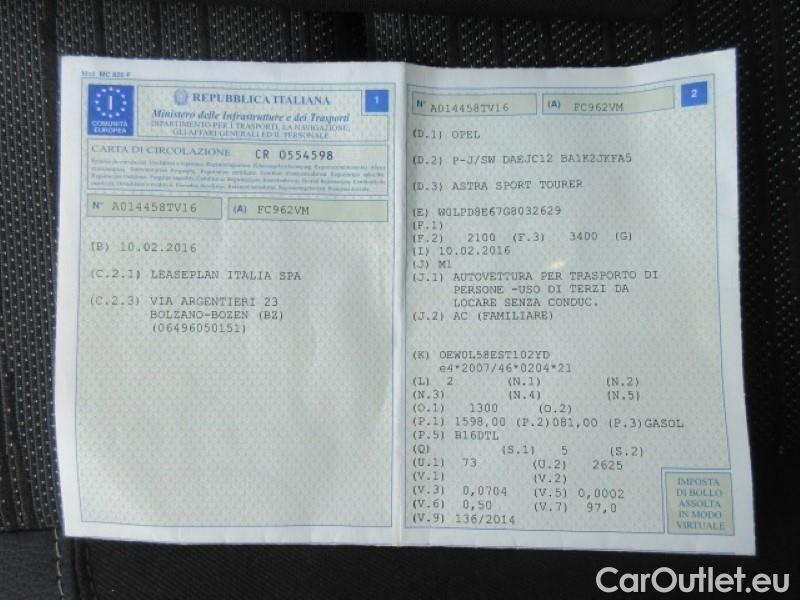 Mod. MC 820 F
REPUBBLICA ITALIANA
1
Ministero delle Infrastrutture e dei Trasporti
DIPARTIMENTO PER I TRASPORTI, LA NAVIGAZIONE,
GLI AFFARI GENERALI ED IL PERSONALE
I
COMUNITÀ
EUROPEA
CARTA DI CIRCOLAZIONE CR 0554598
N° A014458TV16 (A) FC962VM
(B) 10.02.2016
(C.2.1) LEASEPLAN ITALIA SPA
(C.2.3) VIA ARGENTIERI 23
BOLZANO-BOZEN (BZ)
(06496050151)
N° A014458TV16 (A) FC962VM
2
(D.1) OPEL
(D.2) P-J/SW DAEJC12 BA1K2JKFA5
(D.3) ASTRA SPORT TOURER
(E) W0LPD8E67G8032629
(F.1)
(F.2) 2100 (F.3) 3400 (G)
(I) 10.02.2016
(J) M1
(J.1) AUTOVETTURA PER TRASPORTO DI
PERSONE -USO DI TERZI DA
LOCARE SENZA CONDUC.
(J.2) AC (FAMILIARE)
(K) OEW0L58EST102YD
e4*2007/46*0204*21
(L) 2 (N.1) (N.2)
(N.3) (N.4) (N.5)
(O.1) 1300 (O.2)
(P.1) 1598,00 (P.2)081,00 (P.3)GASOL
(P.5) B16DTL
(Q) (S.1) 5 (S.2)
(U.1) 73 (U.2) 2625
(V.1) (V.2)
(V.3) 0,0704 (V.5) 0,0002
(V.6) 0,50 (V.7) 97,0
(V.9) 136/2014
IMPOSTA
DI BOLLO
ASSOLTA
IN MODO
VIRTUALE
CarOutlet.eu